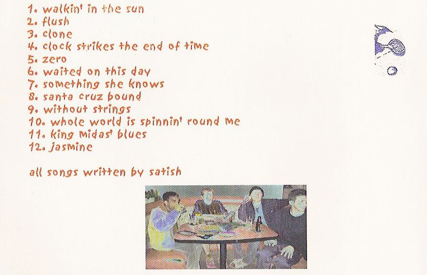 1. walkin' in the sun
2. flush
3. clone
4. clock strikes the end of time
5. zero
6. waited on this day
7. something she knows
8. santa cruz bound
9. without strings
10. whole world is spinnin' round me
11. king midas' blues
12. jasmine
all songs written by satish